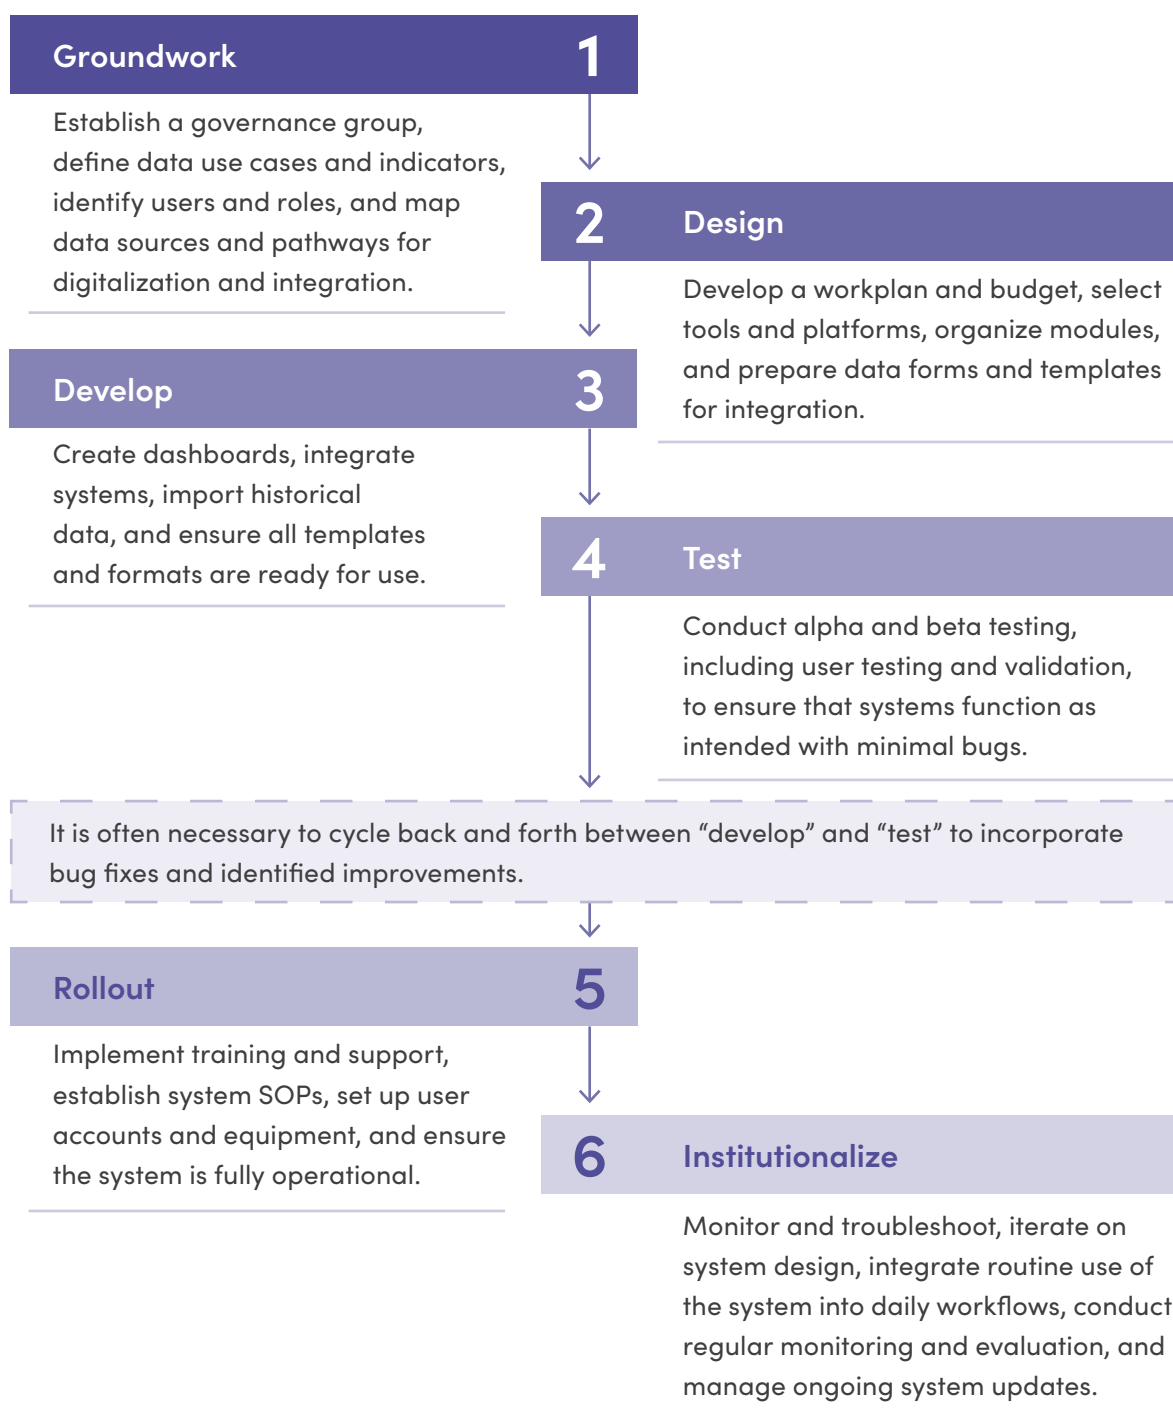 Groundwork 1
Establish a governance group,
define data use cases and indicators,
identify users and roles, and map
data sources and pathways for
digitalization and integration.
2 Design
Develop a workplan and budget, select
tools and platforms, organize modules,
and prepare data forms and templates
for integration.
Develop 3
Create dashboards, integrate
systems, import historical
data, and ensure all templates
and formats are ready for use.
4 Test
Conduct alpha and beta testing,
including user testing and validation,
to ensure that systems function as
intended with minimal bugs.
It is often necessary to cycle back and forth between “develop” and “test” to incorporate
bug fixes and identified improvements.
Rollout 5
Implement training and support,
establish system SOPs, set up user
accounts and equipment, and ensure
the system is fully operational.
6 Institutionalize
Monitor and troubleshoot, iterate on
system design, integrate routine use of
the system into daily workflows, conduct
regular monitoring and evaluation, and
manage ongoing system updates.